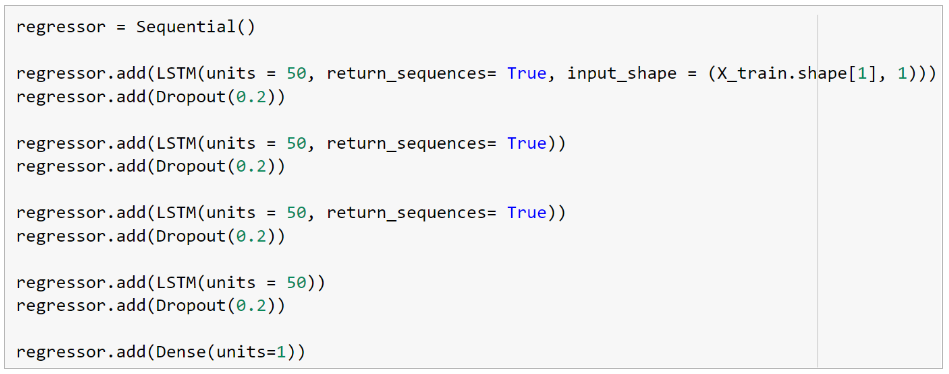 regressor = Sequential()
regressor.add(LSTM(units = 50, return_sequences= True, input_shape = (X_train.shape[1], 1)))
regressor.add(Dropout(0.2))
regressor.add(LSTM(units = 50, return_sequences= True))
regressor.add(Dropout(0.2))
regressor.add(LSTM(units = 50, return_sequences= True))
regressor.add(Dropout(0.2))
regressor.add(LSTM(units = 50))
regressor.add(Dropout(0.2))
regressor.add(Dense(units=1))